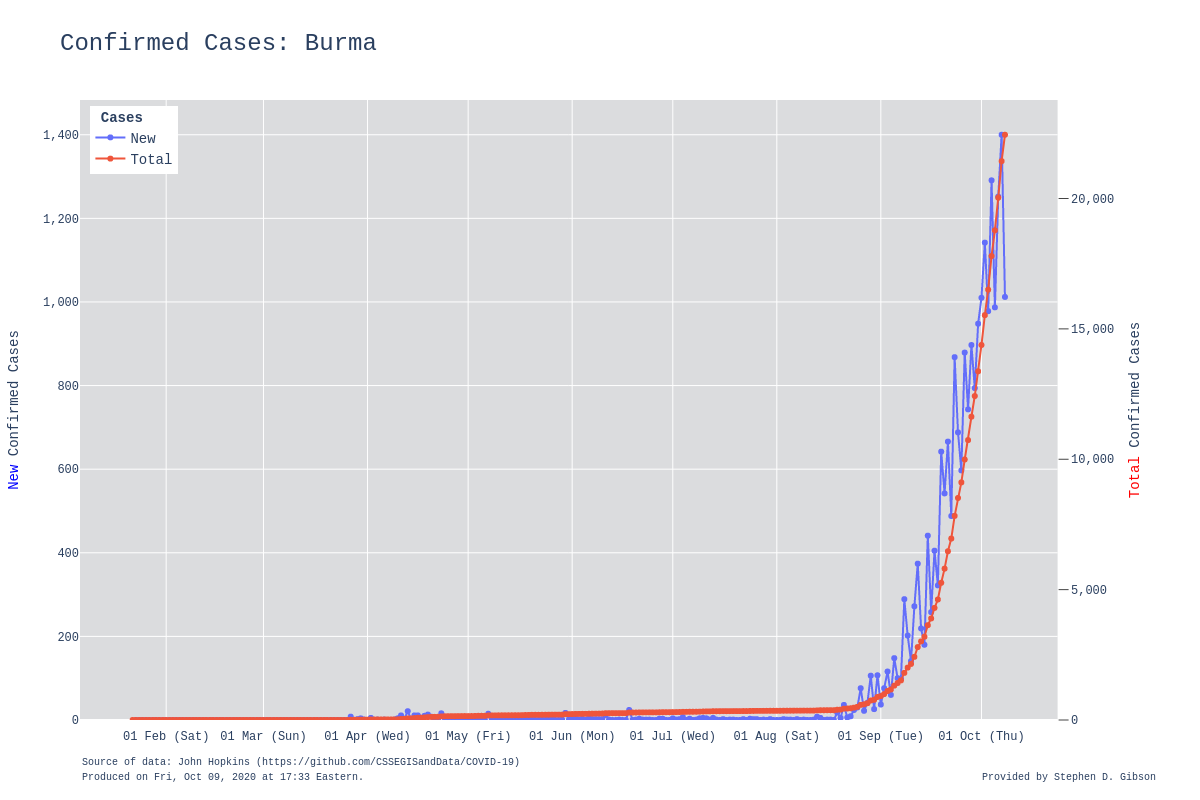 Confirmed Cases: Burma
Cases
New
Total
1,400
1,200
1,000
800
600
400
200
0
20,000
15,000
10,000
5,000
0
New Confirmed Cases
Total Confirmed Cases
01 Feb (Sat) 01 Mar (Sun) 01 Apr (Wed) 01 May (Fri) 01 Jun (Mon) 01 Jul (Wed) 01 Aug (Sat) 01 Sep (Tue) 01 Oct (Thu)
Source of data: John Hopkins (https://github.com/CSSEGISandData/COVID-19)
Produced on Fri, Oct 09, 2020 at 17:33 Eastern.
Provided by Stephen D. Gibson